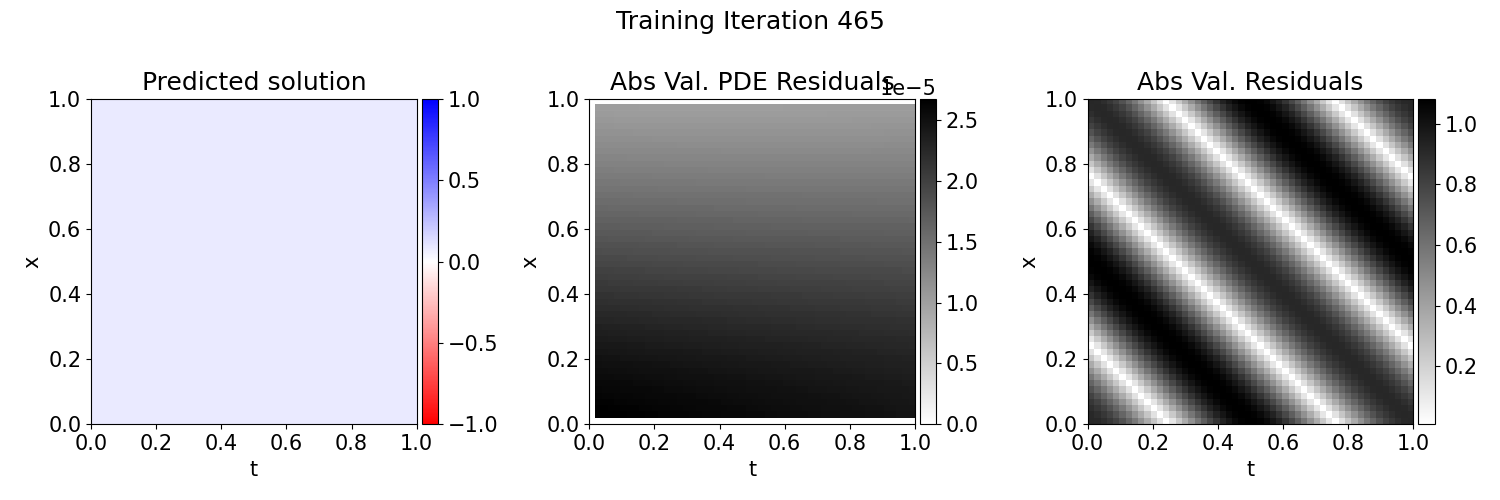 Training Iteration 465
Predicted solution
1.0
0.8
0.6
0.4
0.2
0.0
x
0.0 0.2 0.4 0.6 0.8 1.0
t
1.0
0.5
0.0
−0.5
−1.0
Abs Val. PDE Residuals
1e−5
1.0
0.8
0.6
0.4
0.2
0.0
x
0.0 0.2 0.4 0.6 0.8 1.0
t
2.5
2.0
1.5
1.0
0.5
0.0
Abs Val. Residuals
1.0
0.8
0.6
0.4
0.2
0.0
x
0.0 0.2 0.4 0.6 0.8 1.0
t
1.0
0.8
0.6
0.4
0.2